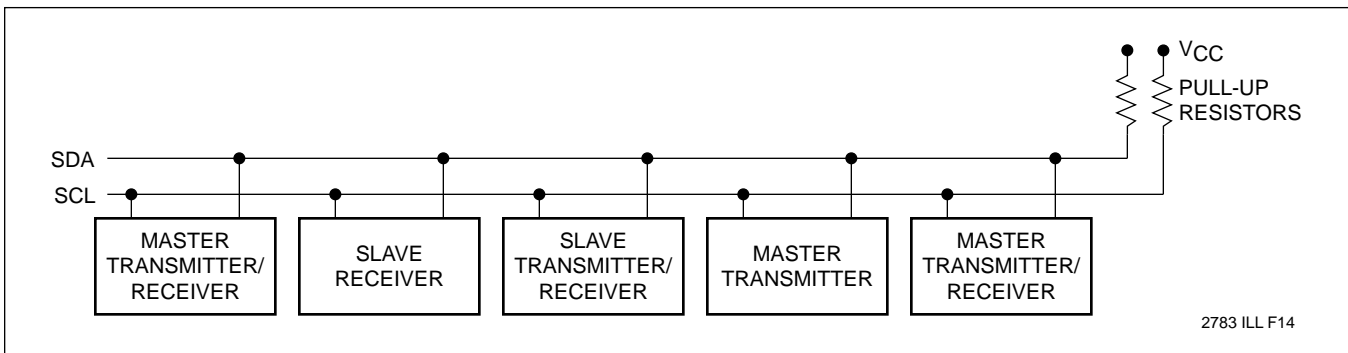 VCC
PULL-UP
RESISTORS
SDA
SCL
MASTER
TRANSMITTER/
RECEIVER
SLAVE
RECEIVER
SLAVE
TRANSMITTER/
RECEIVER
MASTER
TRANSMITTER
MASTER
TRANSMITTER/
RECEIVER
2783 ILL F14